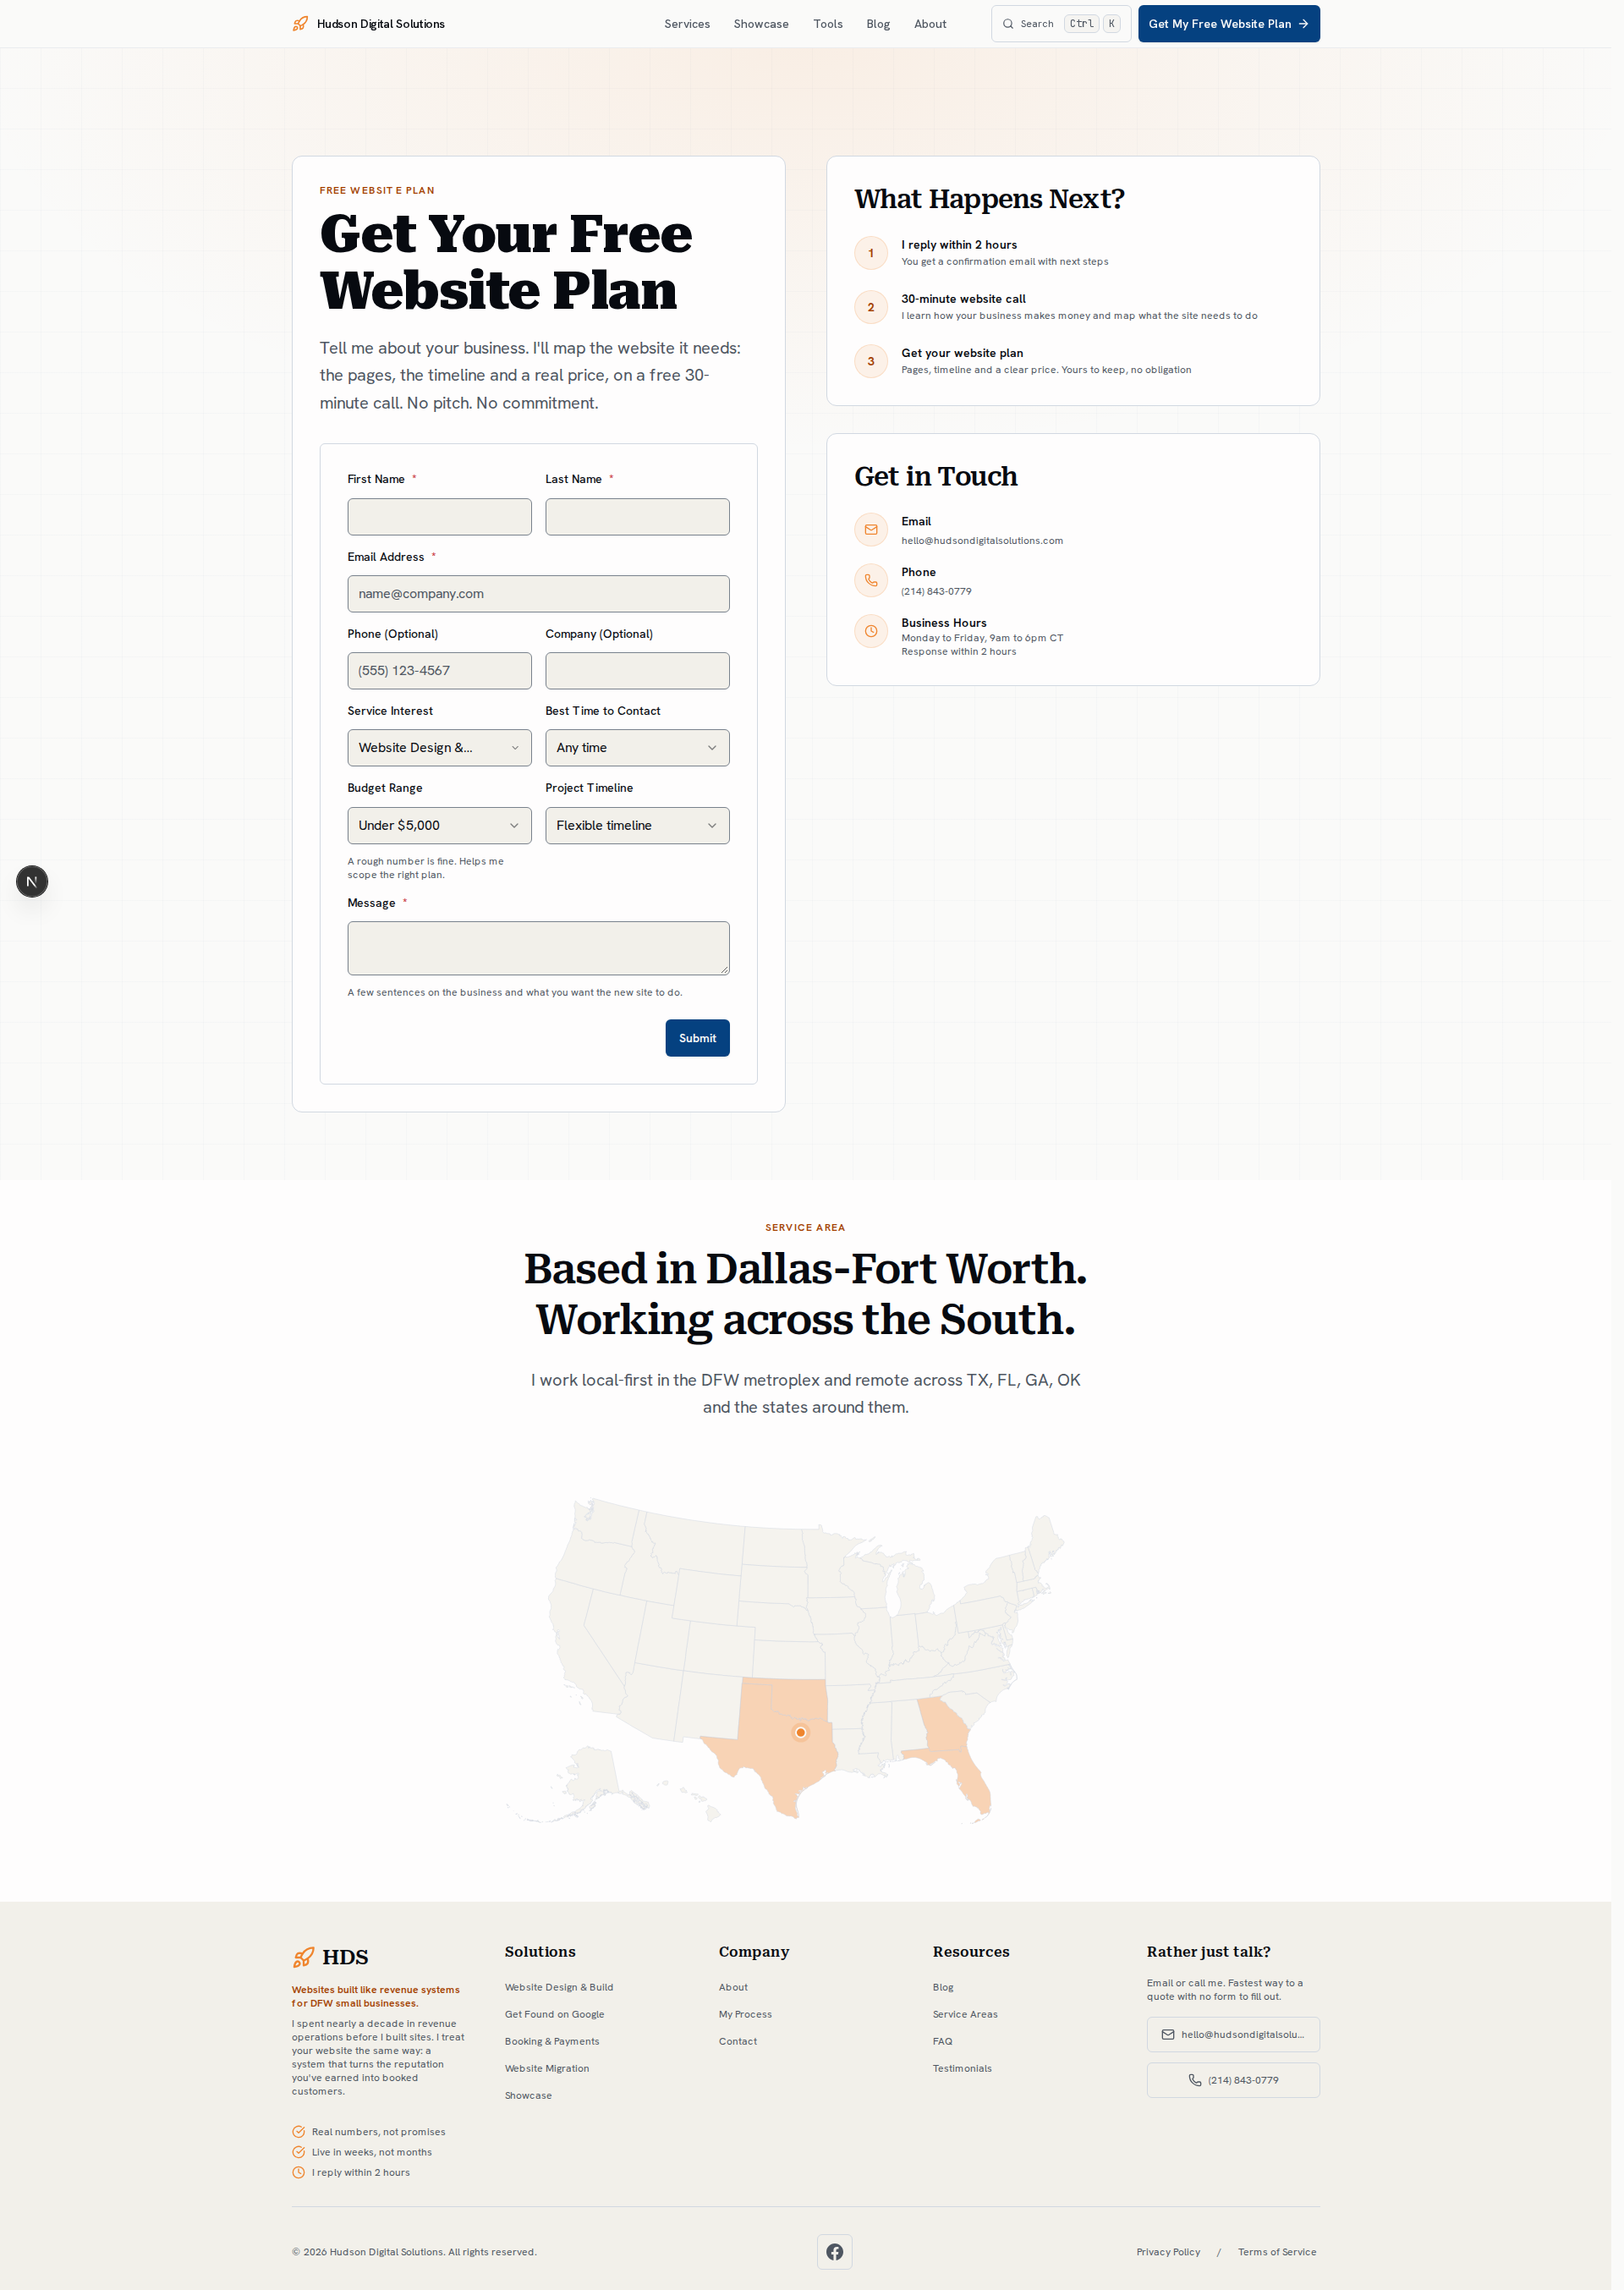 Hudson Digital Solutions
Services
Showcase
Tools
Blog
About
Search
Ctrl
K
Get My Free Website Plan
FREE WEBSITE PLAN
Get Your Free
Website Plan
Tell me about your business. I'll map the website it needs:
the pages, the timeline and a real price, on a free 30-
minute call. No pitch. No commitment.
First Name *
Last Name *
Email Address *
name@company.com
Phone (Optional)
Company (Optional)
(555) 123-4567
Service Interest
Best Time to Contact
Website Design &...
Any time
Budget Range
Project Timeline
Under $5,000
Flexible timeline
A rough number is fine. Helps me
scope the right plan.
Message *
A few sentences on the business and what you want the new site to do.
Submit
What Happens Next?
1
I reply within 2 hours
You get a confirmation email with next steps
2
30-minute website call
I learn how your business makes money and map what the site needs to do
3
Get your website plan
Pages, timeline and a clear price. Yours to keep, no obligation
Get in Touch
Email
hello@hudsondigitalsolutions.com
Phone
(214) 843-0779
Business Hours
Monday to Friday, 9am to 6pm CT
Response within 2 hours
N
SERVICE AREA
Based in Dallas-Fort Worth.
Working across the South.
I work local-first in the DFW metroplex and remote across TX, FL, GA, OK
and the states around them.
HDS
Websites built like revenue systems
for DFW small businesses.
I spent nearly a decade in revenue
operations before I built sites. I treat
your website the same way: a
system that turns the reputation
you've earned into booked
customers.
Real numbers, not promises
Live in weeks, not months
I reply within 2 hours
Solutions
Website Design & Build
Get Found on Google
Booking & Payments
Website Migration
Showcase
Company
About
My Process
Contact
Resources
Blog
Service Areas
FAQ
Testimonials
Rather just talk?
Email or call me. Fastest way to a
quote with no form to fill out.
hello@hudsondigitalsolu...
(214) 843-0779
© 2026 Hudson Digital Solutions. All rights reserved.
Privacy Policy / Terms of Service